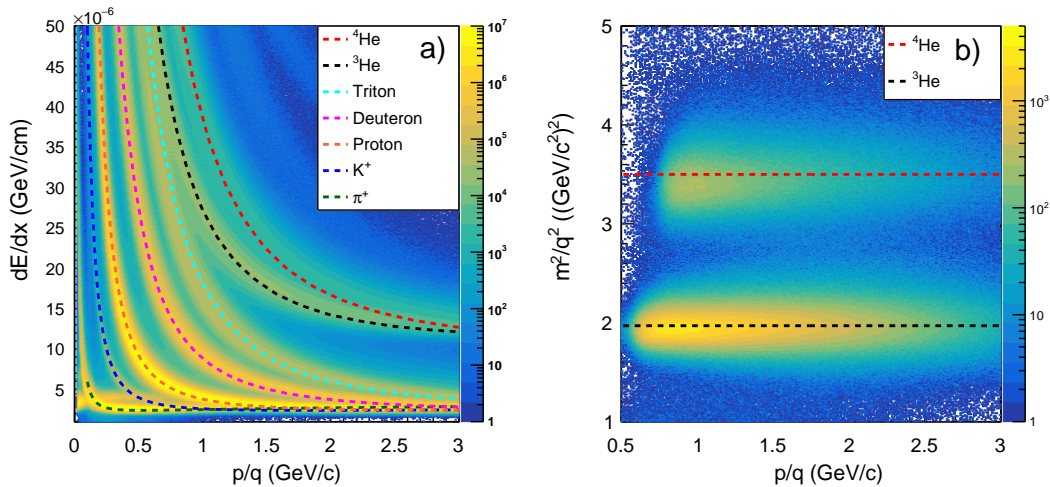 ×10⁻⁶
50
45
40
35
30
25
20
15
10
5
dE/dx (GeV/cm)
0 0.5 1 1.5 2 2.5 3
p/q (GeV/c)
a)
⁴He
³He
Triton
Deuteron
Proton
K⁺
π⁺
10⁷
10⁶
10⁵
10⁴
10³
10²
10
1
5
4
3
2
1
m²/q² ((GeV/c²)²)
0.5 1 1.5 2 2.5 3
p/q (GeV/c)
b)
⁴He
³He
10³
10²
10
1